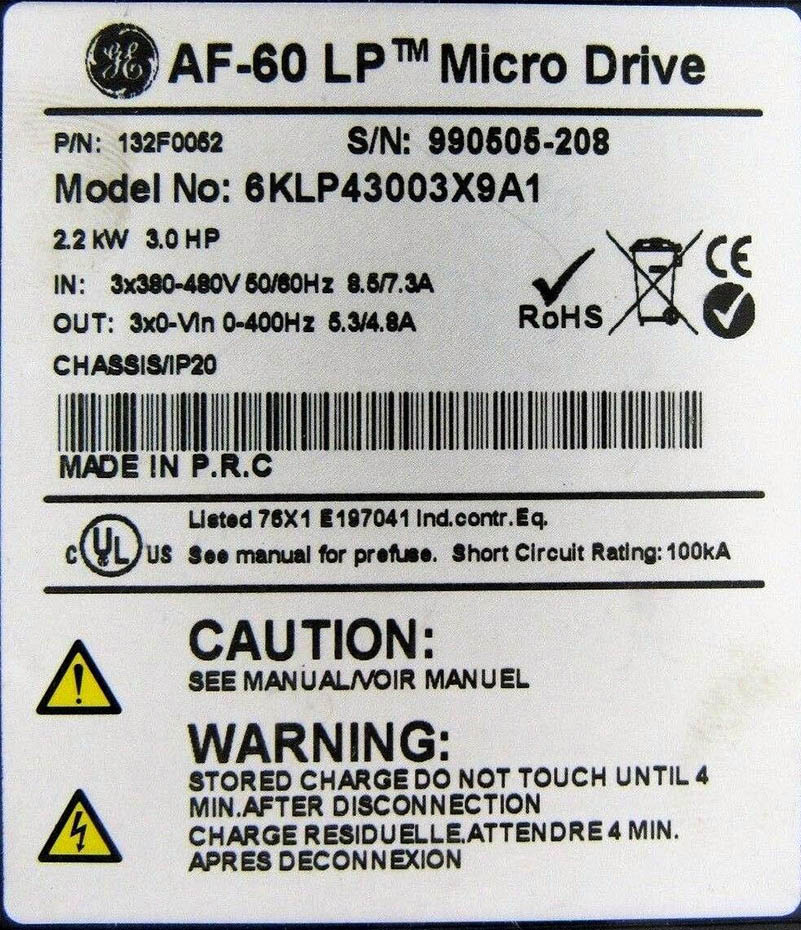 GE AF-60 LP™ Micro Drive
P/N: 132F0052 S/N: 990505-208
Model No: 6KLP43003X9A1
2.2 kW 3.0 HP
IN: 3x380-480V 50/60Hz 8.5/7.3A
OUT: 3x0-Vin 0-400Hz 5.3/4.8A
CHASSIS/IP20
RoHS
CE
MADE IN P.R.C
c UL US Listed 76X1 E197041 Ind.contr.Eq.
See manual for prefuse. Short Circuit Rating: 100kA
CAUTION:
SEE MANUAL/VOIR MANUEL
WARNING:
STORED CHARGE DO NOT TOUCH UNTIL 4
MIN.AFTER DISCONNECTION
CHARGE RESIDUELLE,ATTENDRE 4 MIN.
APRES DECONNEXION